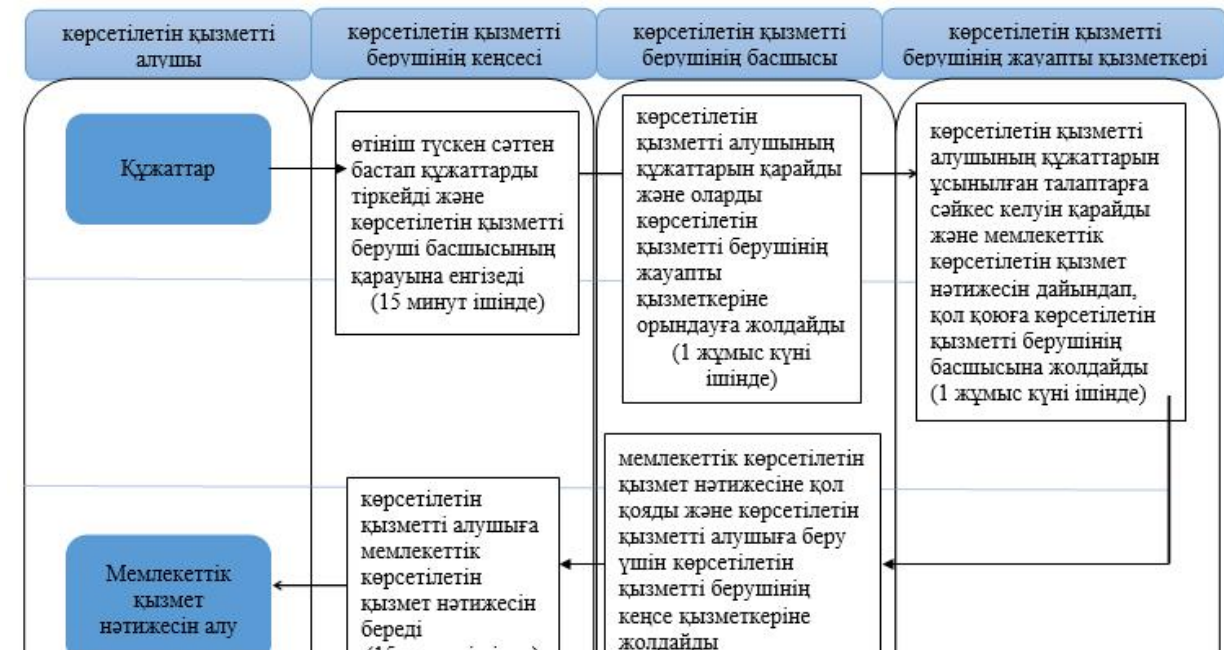 көрсетілетін қызметті
алушы
көрсетілетін қызметті
берушінің кеңсесі
көрсетілетін қызметті
берушінің басшысы
көрсетілетін қызметті
берушінің жауапты қызметкері
Құжаттар
өтініш түскен сәттен
бастап құжаттарды
тіркейді және
көрсетілетін қызметті
беруші басшысының
қарауына енгізеді
(15 минут ішінде)
көрсетілетін
қызметті алушының
құжаттарын қарайды
және оларды
көрсетілетін
қызметті берушінің
жауапты
қызметкеріне
орындауға жолдайды
(1 жұмыс күні
ішінде)
көрсетілетін қызметті
алушының құжаттарын
ұсынылған талаптарға
сәйкес келуін қарайды
және мемлекеттік
көрсетілетін қызмет
нәтижесін дайындап,
қол қоюға көрсетілетін
қызметті берушінің
басшысына жолдайды
(1 жұмыс күні ішінде)
мемлекеттік көрсетілетін
қызмет нәтижесіне қол
қояды және көрсетілетін
қызметті алушыға беру
үшін көрсетілетін
қызметті берушінің
кеңсе қызметкеріне
жолдайды
көрсетілетін
қызметті алушыға
мемлекеттік
көрсетілетін
қызмет нәтижесін
береді
Мемлекеттік
қызмет
нәтижесін алу